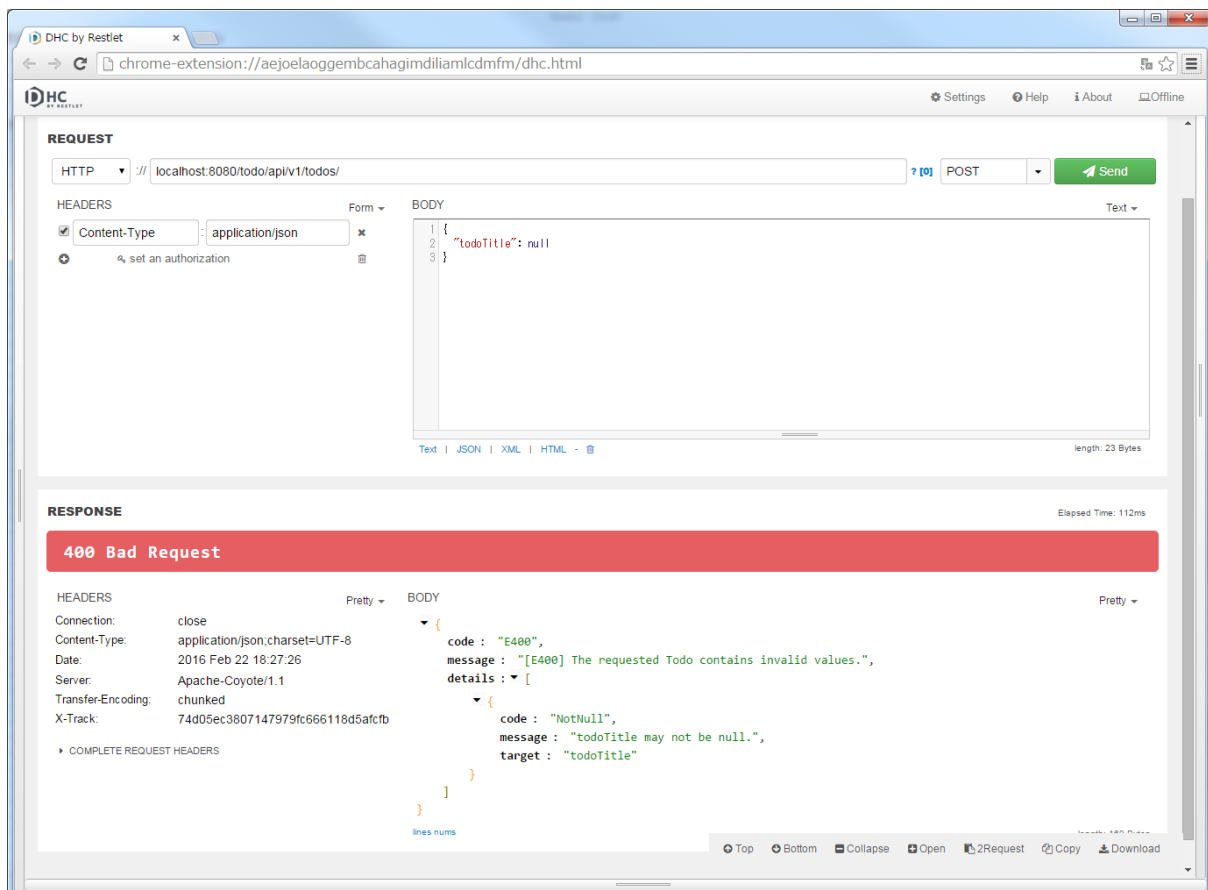 DHC by Restlet
chrome-extension://aejoelaoggembcahagimdiliamlcdmfm/dhc.html
DHC BY RESTLET
Settings Help About Offline
REQUEST
HTTP :// localhost:8080/todo/api/v1/todos/ ? [0] POST Send
HEADERS Form BODY Text
Content-Type : application/json
set an authorization
1 {
2 "todoTitle": null
3 }
Text | JSON | XML | HTML - length: 23 Bytes
RESPONSE Elapsed Time: 112ms
400 Bad Request
HEADERS Pretty BODY Pretty
Connection: close
Content-Type: application/json;charset=UTF-8
Date: 2016 Feb 22 18:27:26
Server: Apache-Coyote/1.1
Transfer-Encoding: chunked
X-Track: 74d05ec3807147979fc666118d5afcfb
COMPLETE REQUEST HEADERS
{
code : "E400",
message : "[E400] The requested Todo contains invalid values.",
details : [
{
code : "NotNull",
message : "todoTitle may not be null.",
target : "todoTitle"
}
]
}
lines nums
Top Bottom Collapse Open 2Request Copy Download